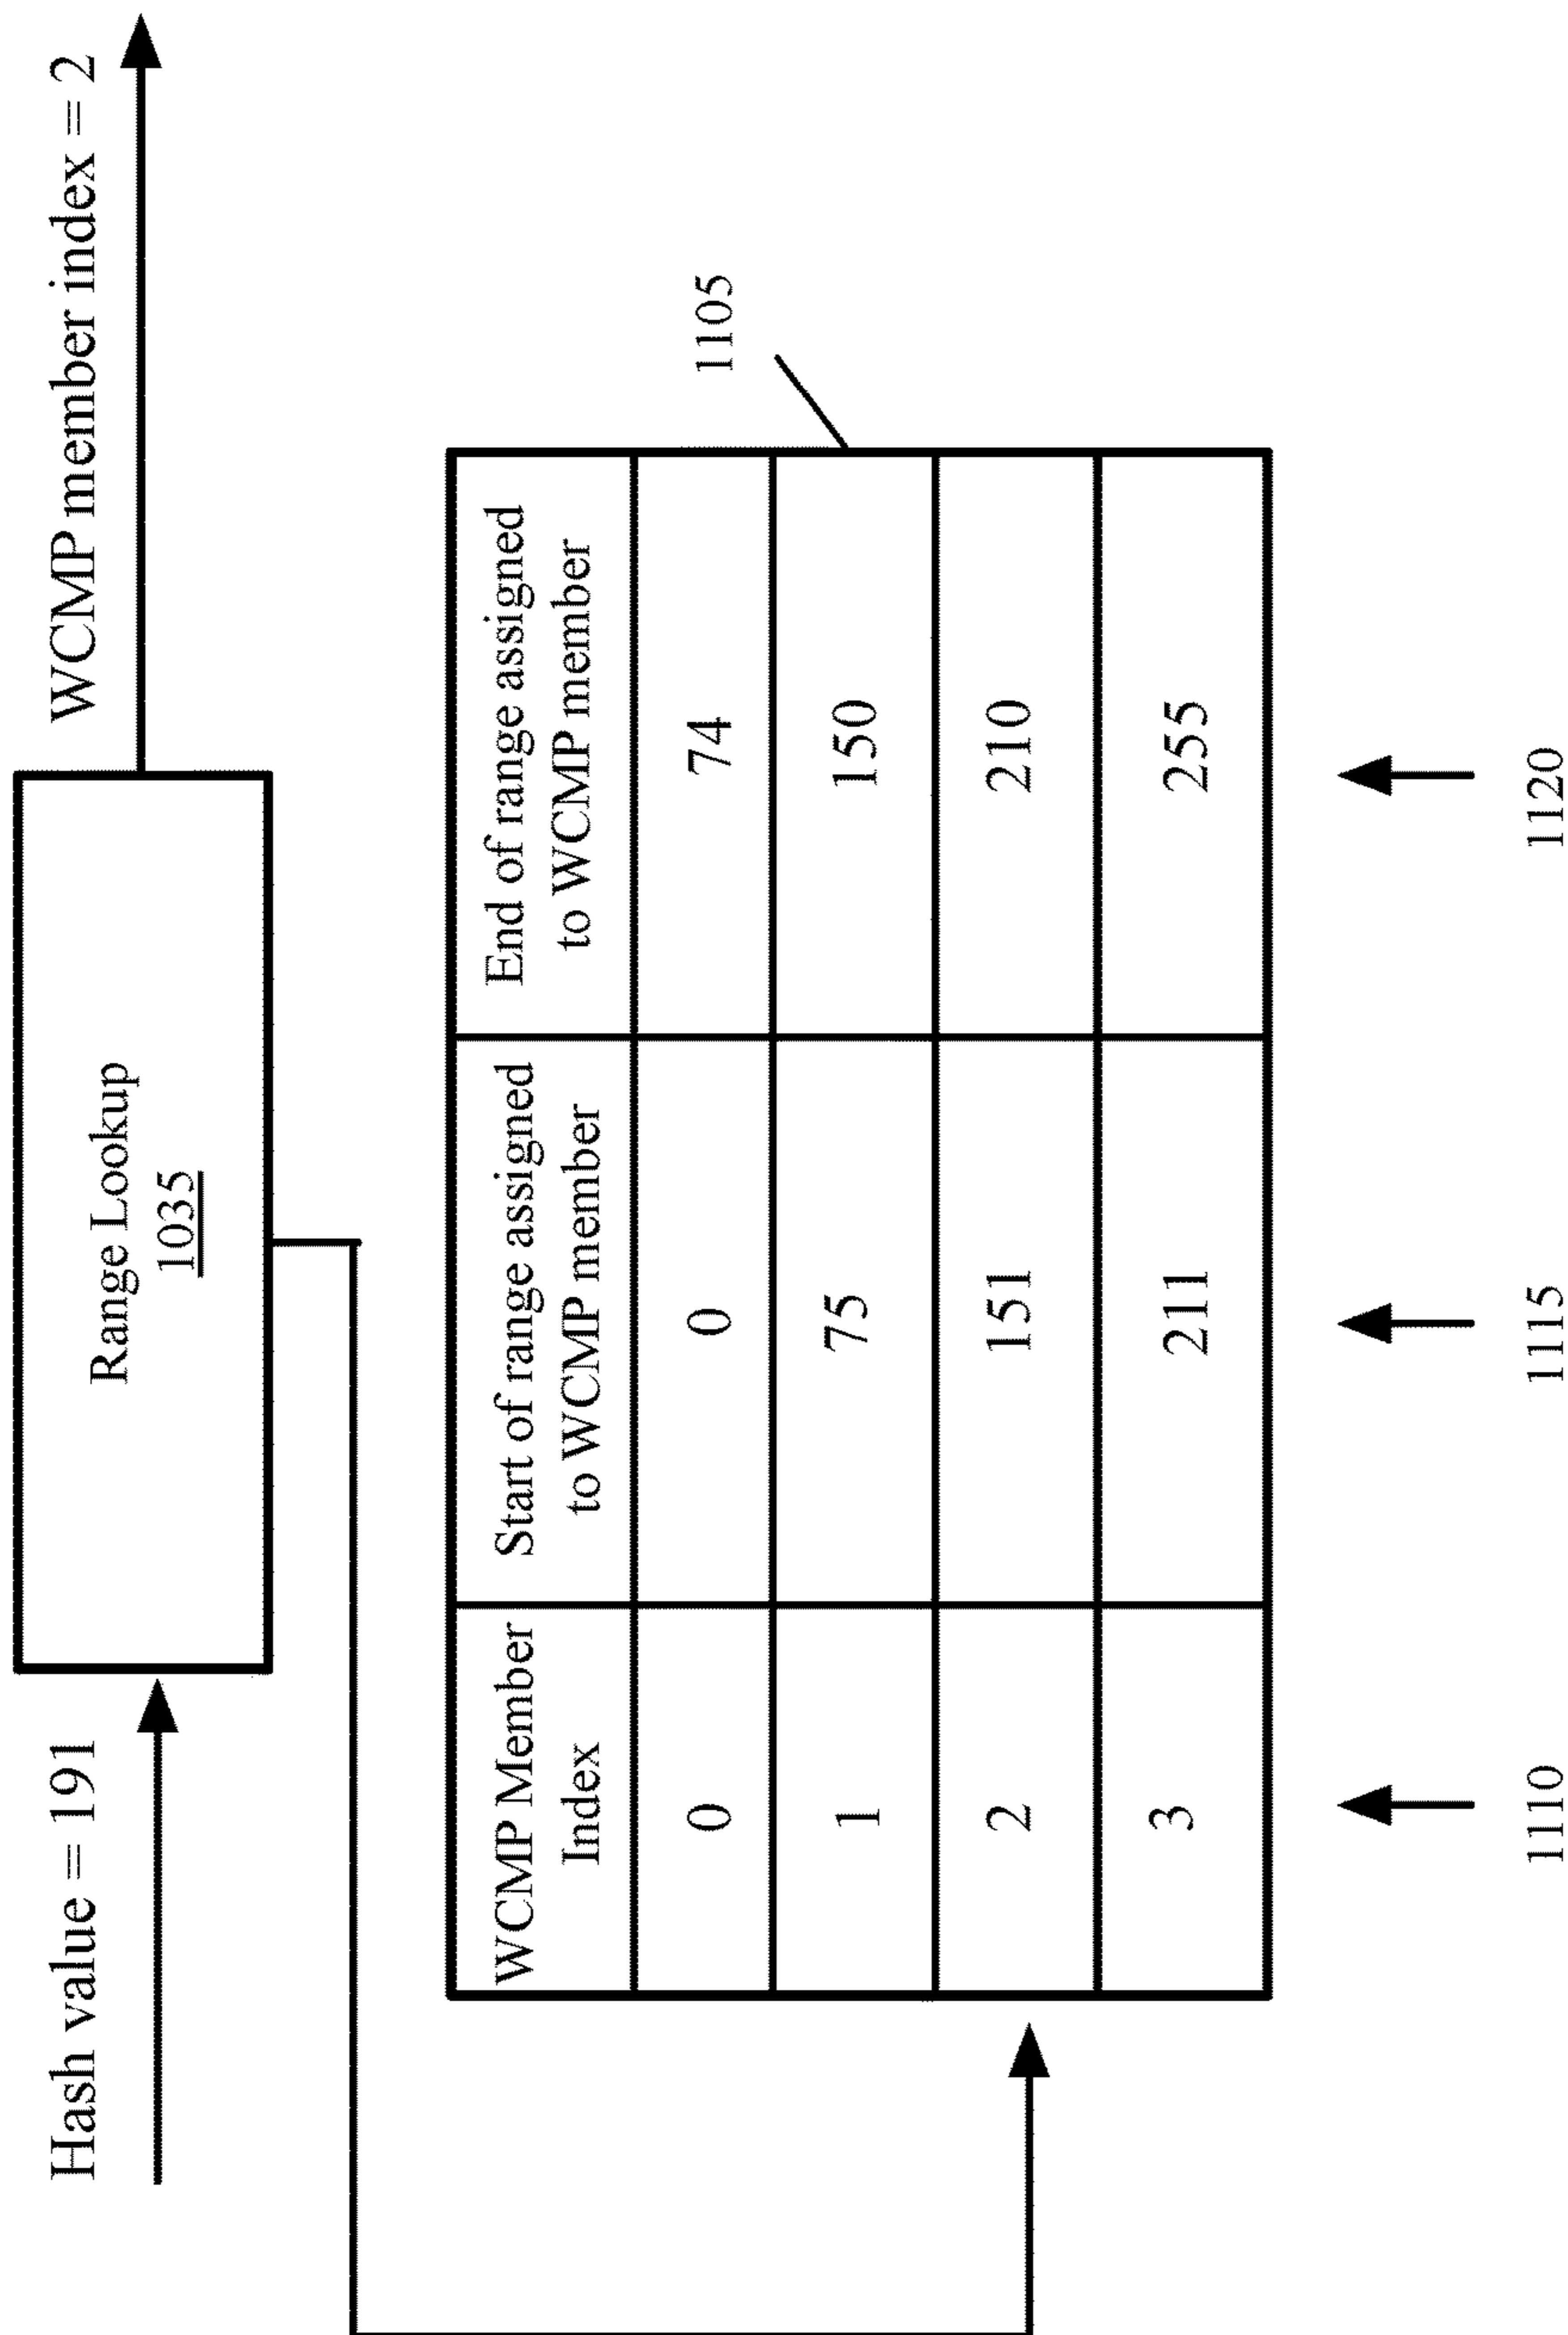 Hash value = 191
Range Lookup
1035
WCMP member index = 2
WCMP Member
Index
Start of range assigned
to WCMP member
End of range assigned
to WCMP member
0
0
74
1
75
150
2
151
210
3
211
255
1105
1110
1115
1120